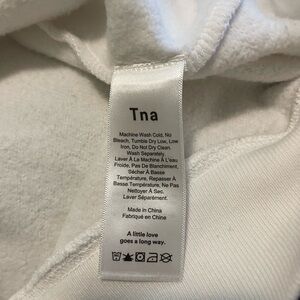 Tna
Machine Wash Cold, No
Bleach, Tumble Dry Low, Low
Iron, Do Not Dry Clean.
Wash Separately.
Laver À La Machine À L'eau
Froide, Pas De Blanchiment,
Sécher À Basse
Température, Repasser À
Basse Température, Ne Pas
Nettoyer À Sec.
Laver Séparément.
Made in China
Fabriqué en China
A little love
goes a long way.